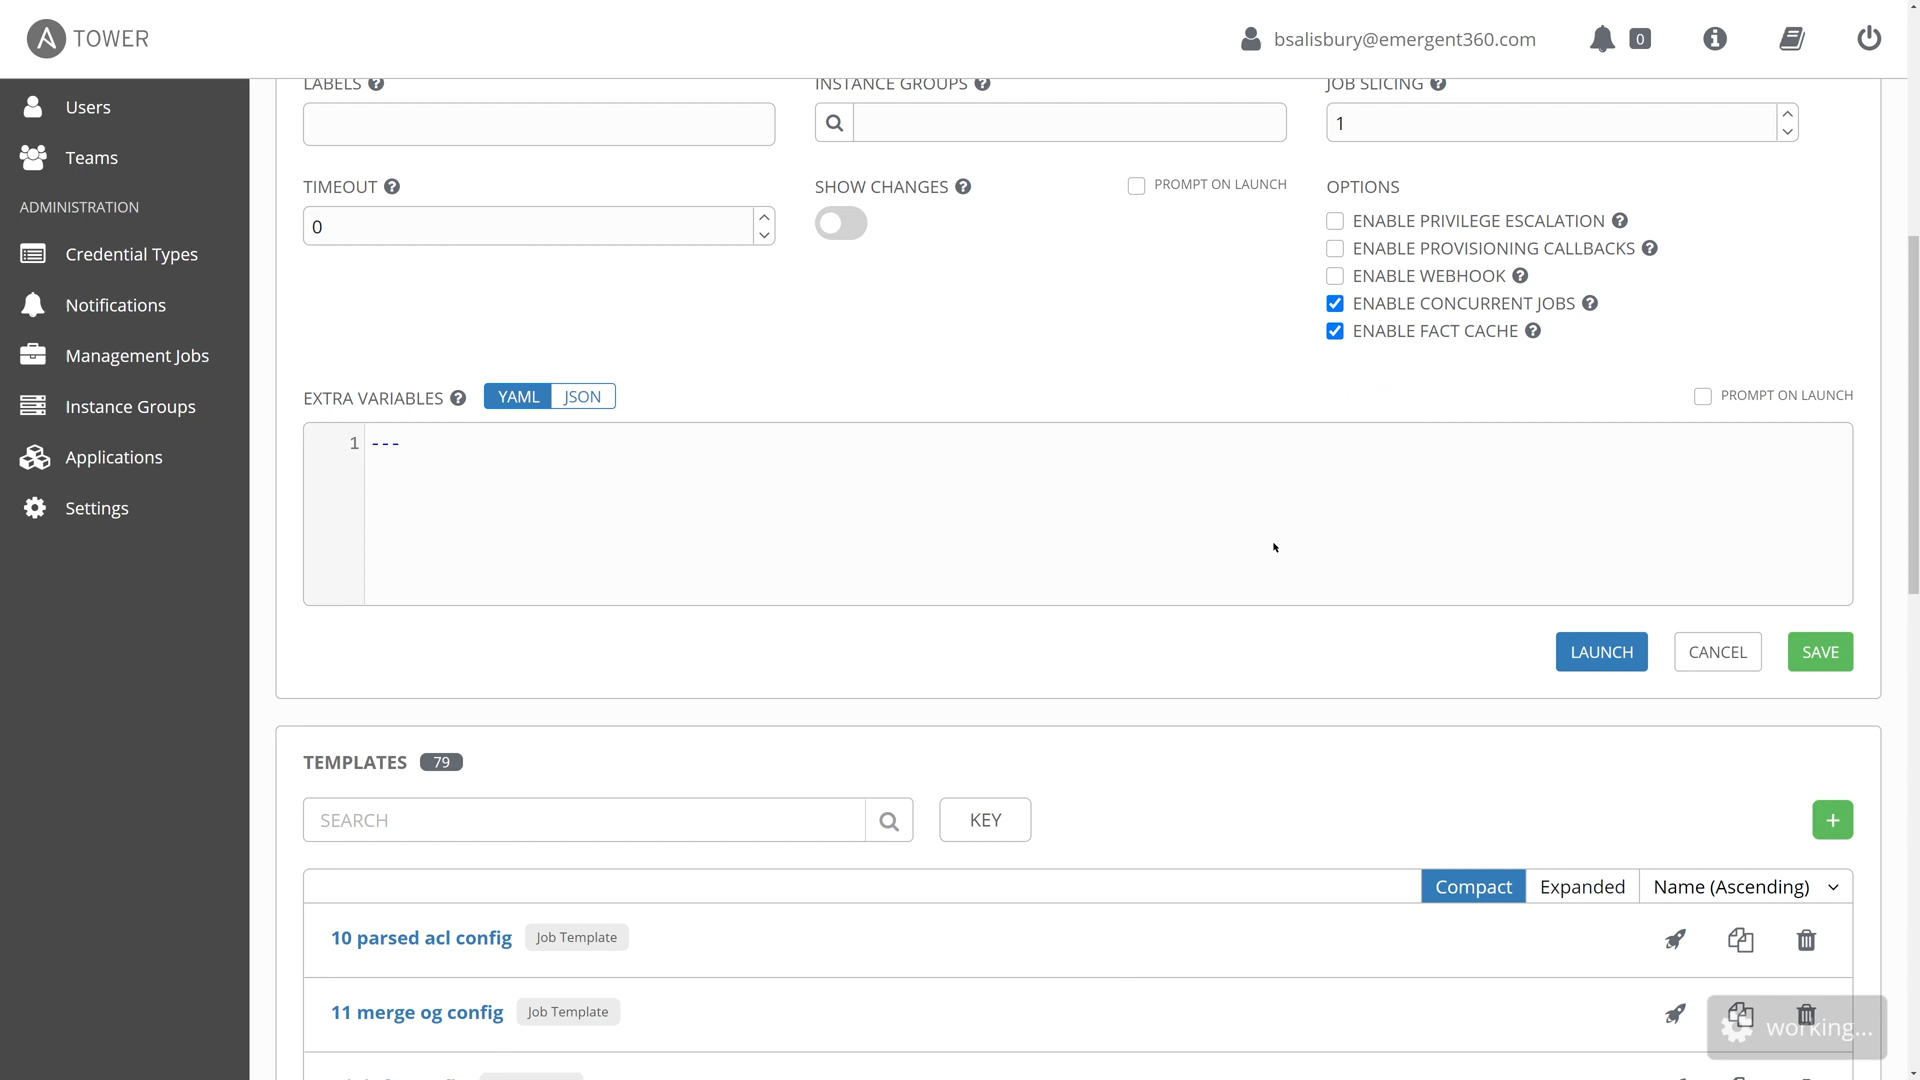 TOWER
bsalisbury@emergent360.com
0
Users
Teams
ADMINISTRATION
Credential Types
Notifications
Management Jobs
Instance Groups
Applications
Settings
LABELS
INSTANCE GROUPS
JOB SLICING
1
TIMEOUT
0
SHOW CHANGES
PROMPT ON LAUNCH
OPTIONS
ENABLE PRIVILEGE ESCALATION
ENABLE PROVISIONING CALLBACKS
ENABLE WEBHOOK
ENABLE CONCURRENT JOBS
ENABLE FACT CACHE
EXTRA VARIABLES YAML JSON
PROMPT ON LAUNCH
1 ---
LAUNCH CANCEL SAVE
TEMPLATES 79
SEARCH KEY +
Compact Expanded Name (Ascending)
10 parsed acl config Job Template
11 merge og config Job Template
working...